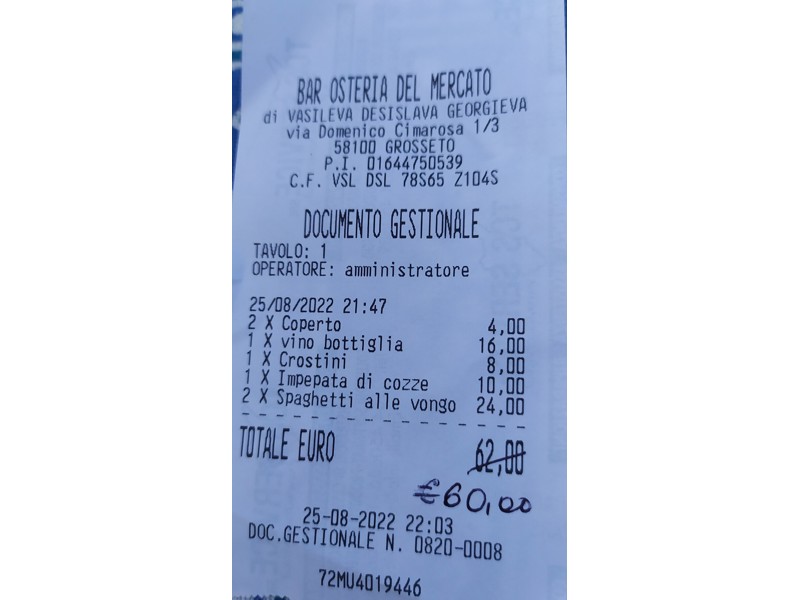 BAR OSTERIA DEL MERCATO
di VASILEVA DESISLAVA GEORGIEVA
via Domenico Cimarosa 1/3
58100 GROSSETO
P.I. 01644750539
C.F. VSL DSL 78S65 Z104S
DOCUMENTO GESTIONALE
TAVOLO: 1
OPERATORE: amministratore
25/08/2022 21:47
2 X Coperto 4,00
1 X vino bottiglia 16,00
1 X Crostini 8,00
1 X Impepata di cozze 10,00
2 X Spaghetti alle vongo 24,00
TOTALE EURO 62,00
€60,00
25-08-2022 22:03
DOC.GESTIONALE N. 0820-0008
72MU4019446